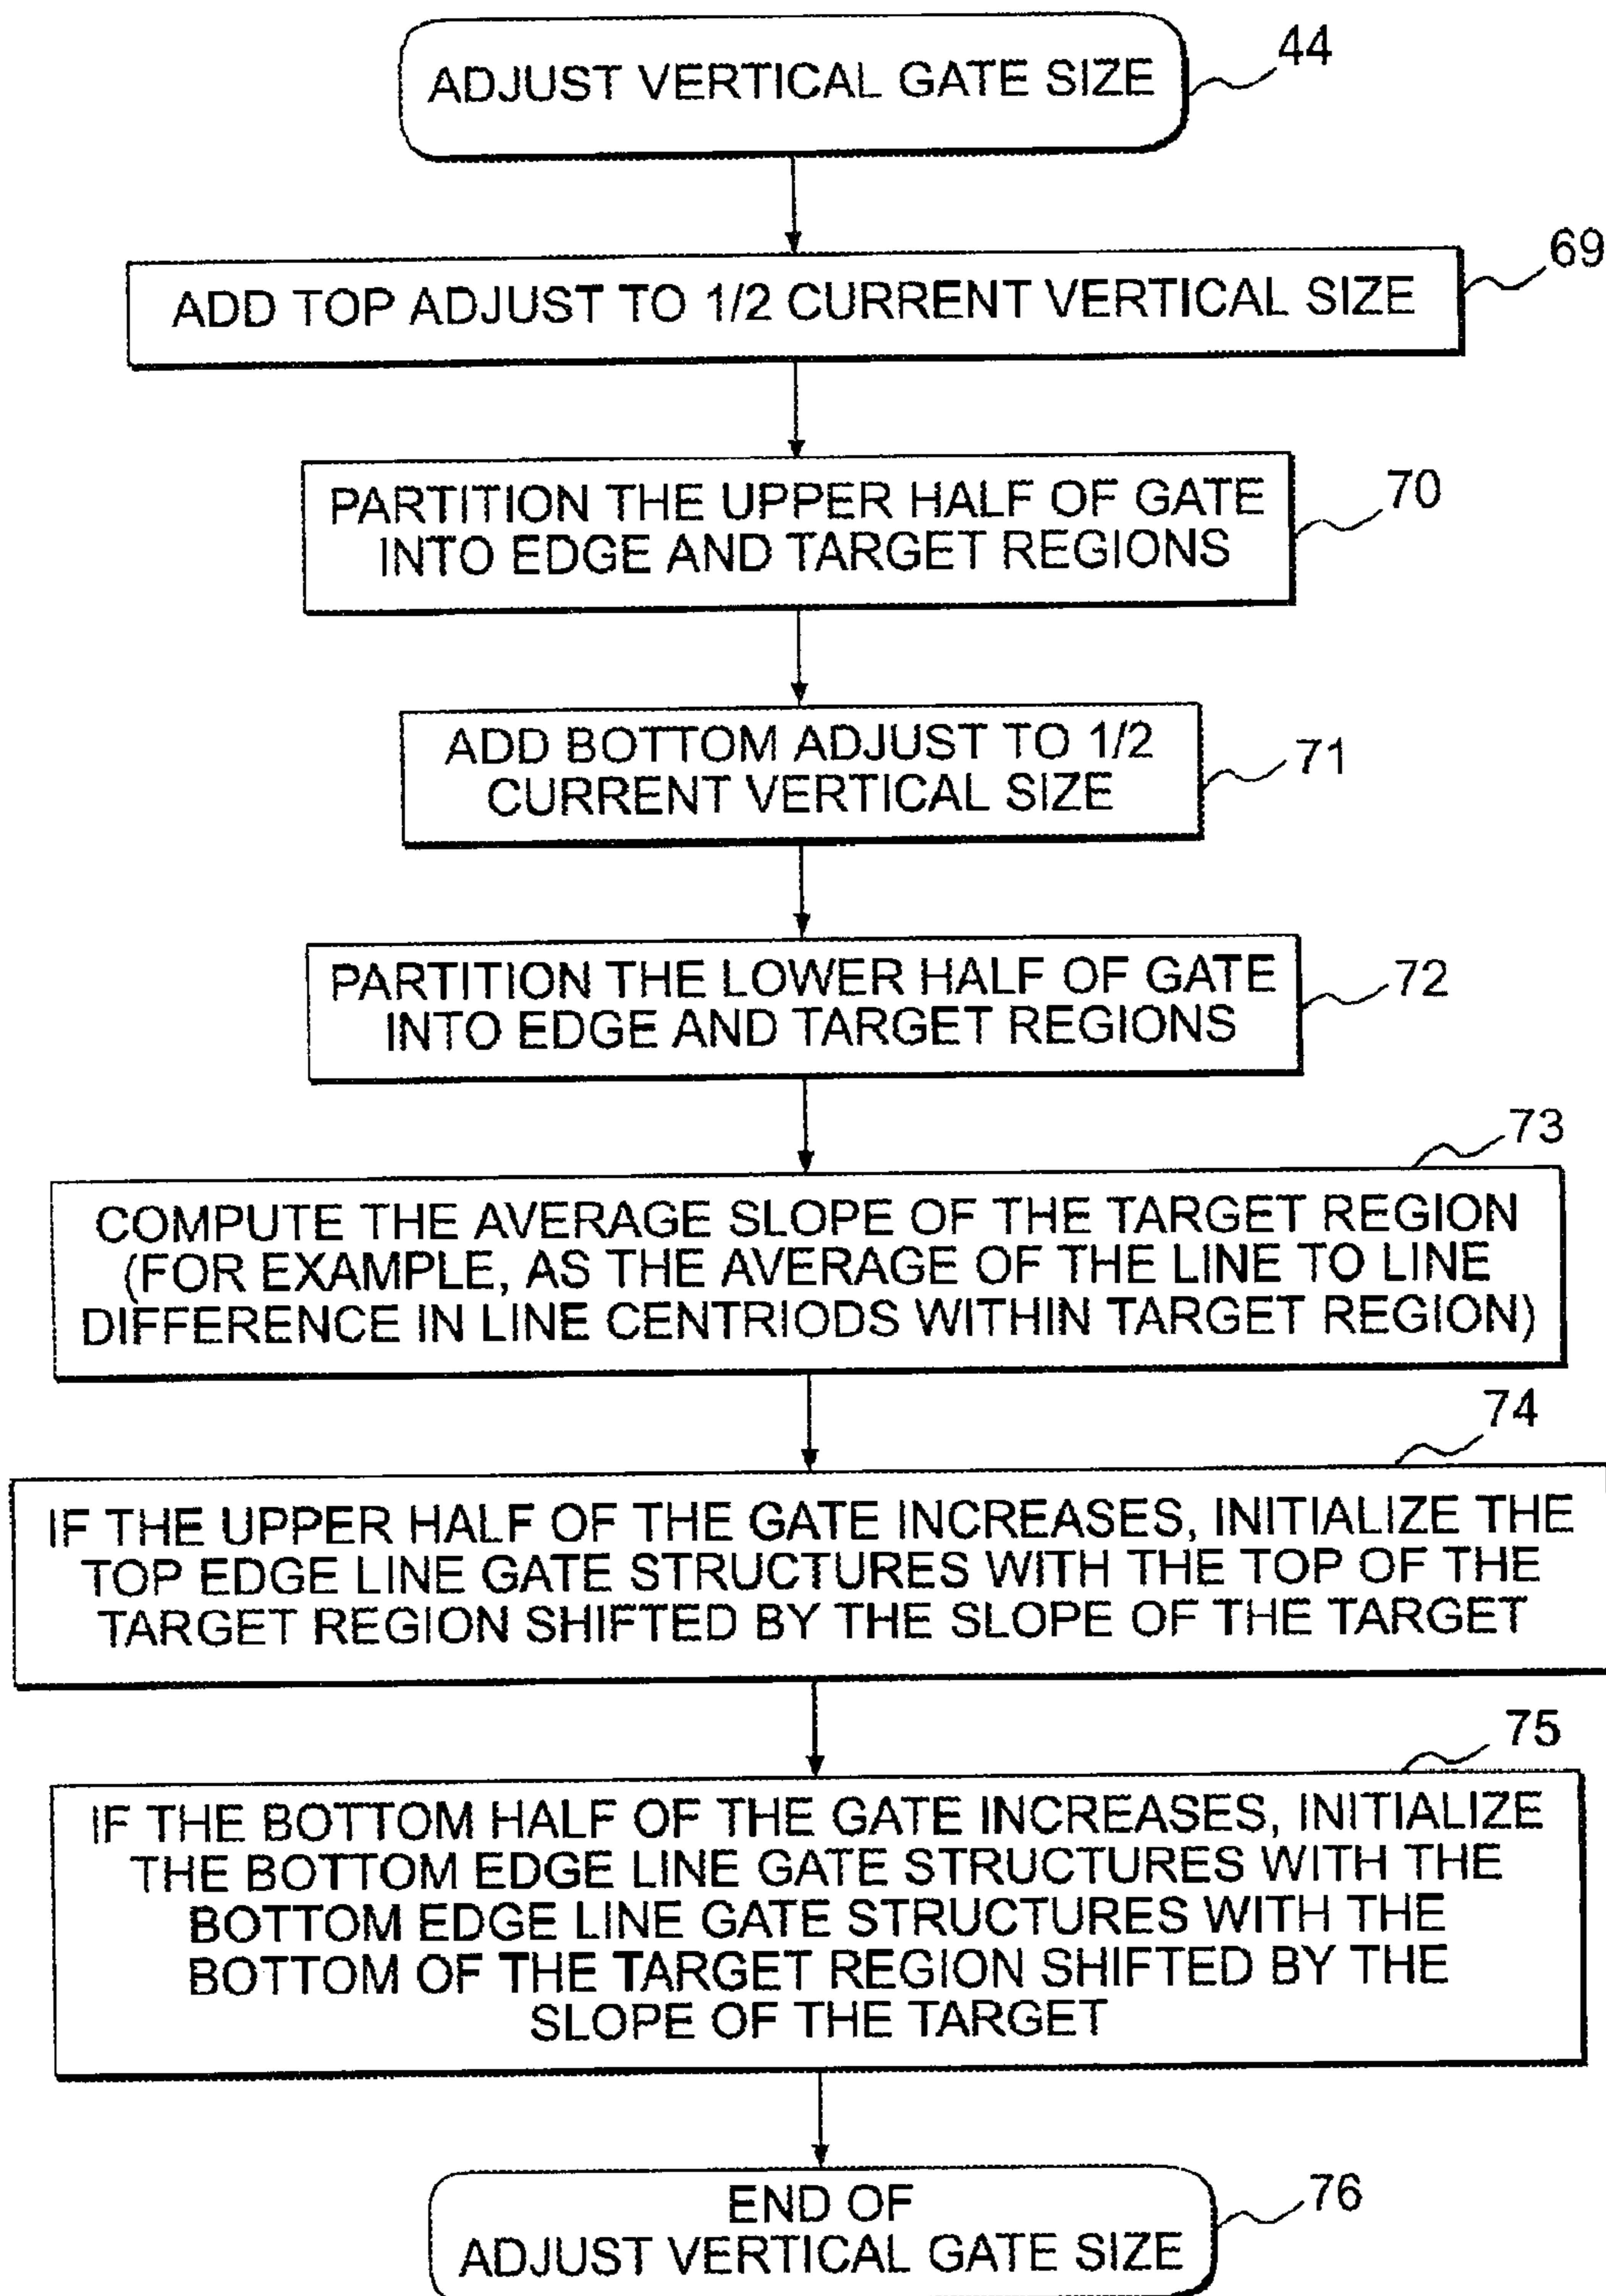 ADJUST VERTICAL GATE SIZE
44
ADD TOP ADJUST TO 1/2 CURRENT VERTICAL SIZE
69
PARTITION THE UPPER HALF OF GATE
INTO EDGE AND TARGET REGIONS
70
ADD BOTTOM ADJUST TO 1/2
CURRENT VERTICAL SIZE
71
PARTITION THE LOWER HALF OF GATE
INTO EDGE AND TARGET REGIONS
72
73
COMPUTE THE AVERAGE SLOPE OF THE TARGET REGION
(FOR EXAMPLE, AS THE AVERAGE OF THE LINE TO LINE
DIFFERENCE IN LINE CENTRIODS WITHIN TARGET REGION)
74
IF THE UPPER HALF OF THE GATE INCREASES, INITIALIZE THE
TOP EDGE LINE GATE STRUCTURES WITH THE TOP OF THE
TARGET REGION SHIFTED BY THE SLOPE OF THE TARGET
75
IF THE BOTTOM HALF OF THE GATE INCREASES, INITIALIZE
THE BOTTOM EDGE LINE GATE STRUCTURES WITH THE
BOTTOM EDGE LINE GATE STRUCTURES WITH THE
BOTTOM OF THE TARGET REGION SHIFTED BY THE
SLOPE OF THE TARGET
END OF
ADJUST VERTICAL GATE SIZE
76